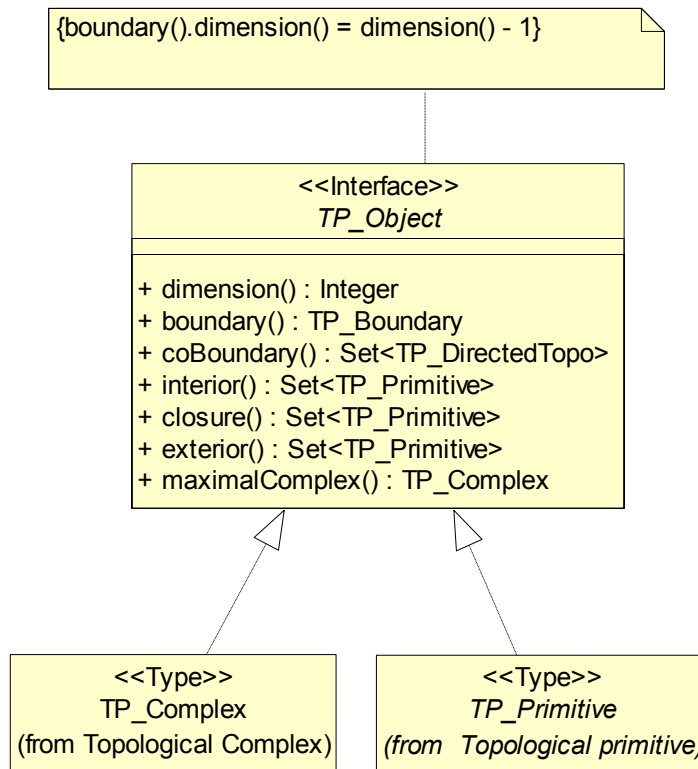 {boundary().dimension() = dimension() - 1}
<<Interface>>
TP_Object
+ dimension() : Integer
+ boundary() : TP_Boundary
+ coBoundary() : Set<TP_DirectedTopo>
+ interior() : Set<TP_Primitive>
+ closure() : Set<TP_Primitive>
+ exterior() : Set<TP_Primitive>
+ maximalComplex() : TP_Complex
<<Type>>
TP_Complex
(from Topological Complex)
<<Type>>
TP_Primitive
(from Topological primitive)